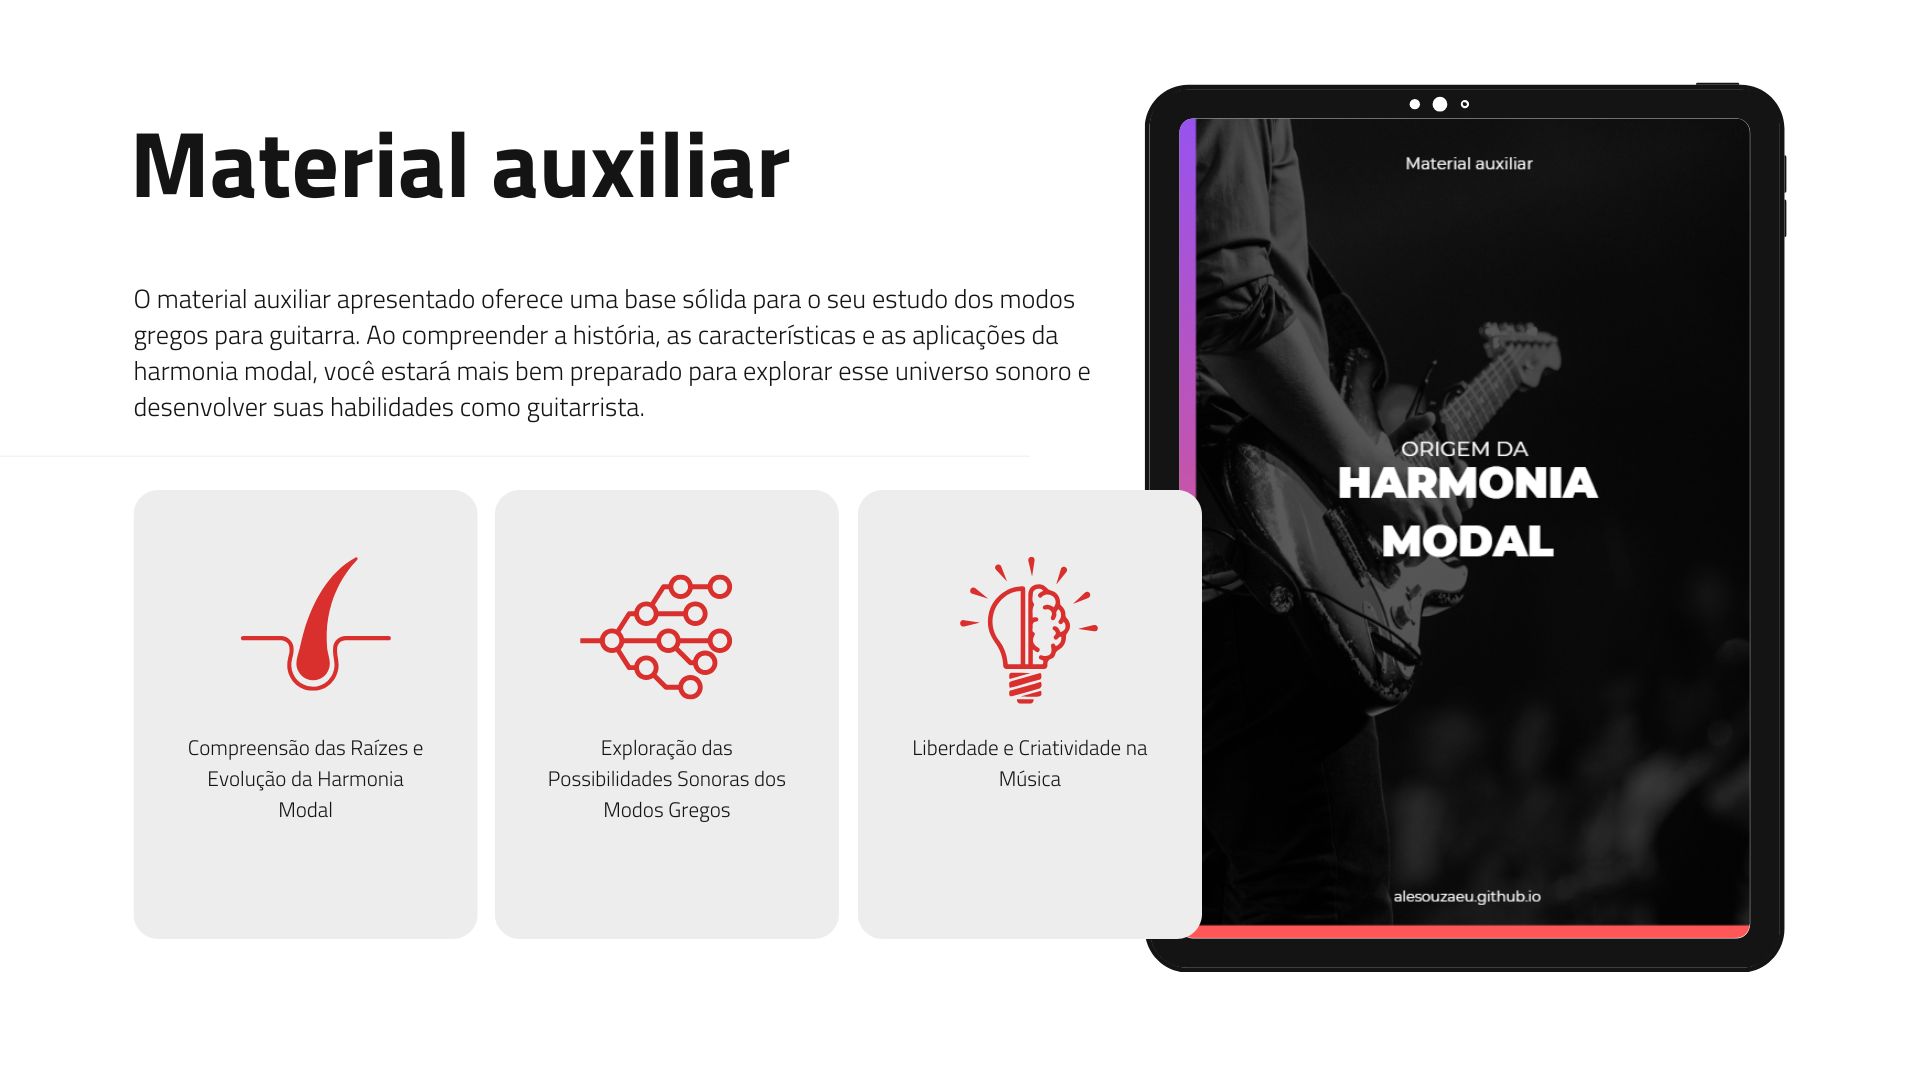 Material auxiliar
O material auxiliar apresentado oferece uma base sólida para o seu estudo dos modos
gregos para guitarra. Ao compreender a história, as características e as aplicações da
harmonia modal, você estará mais bem preparado para explorar esse universo sonoro e
desenvolver suas habilidades como guitarrista.
Compreensão das Raízes e
Evolução da Harmonia
Modal
Exploração das
Possibilidades Sonoras dos
Modos Gregos
Liberdade e Criatividade na
Música
Material auxiliar
ORIGEM DA
HARMONIA
MODAL
alesouzaeu.github.io